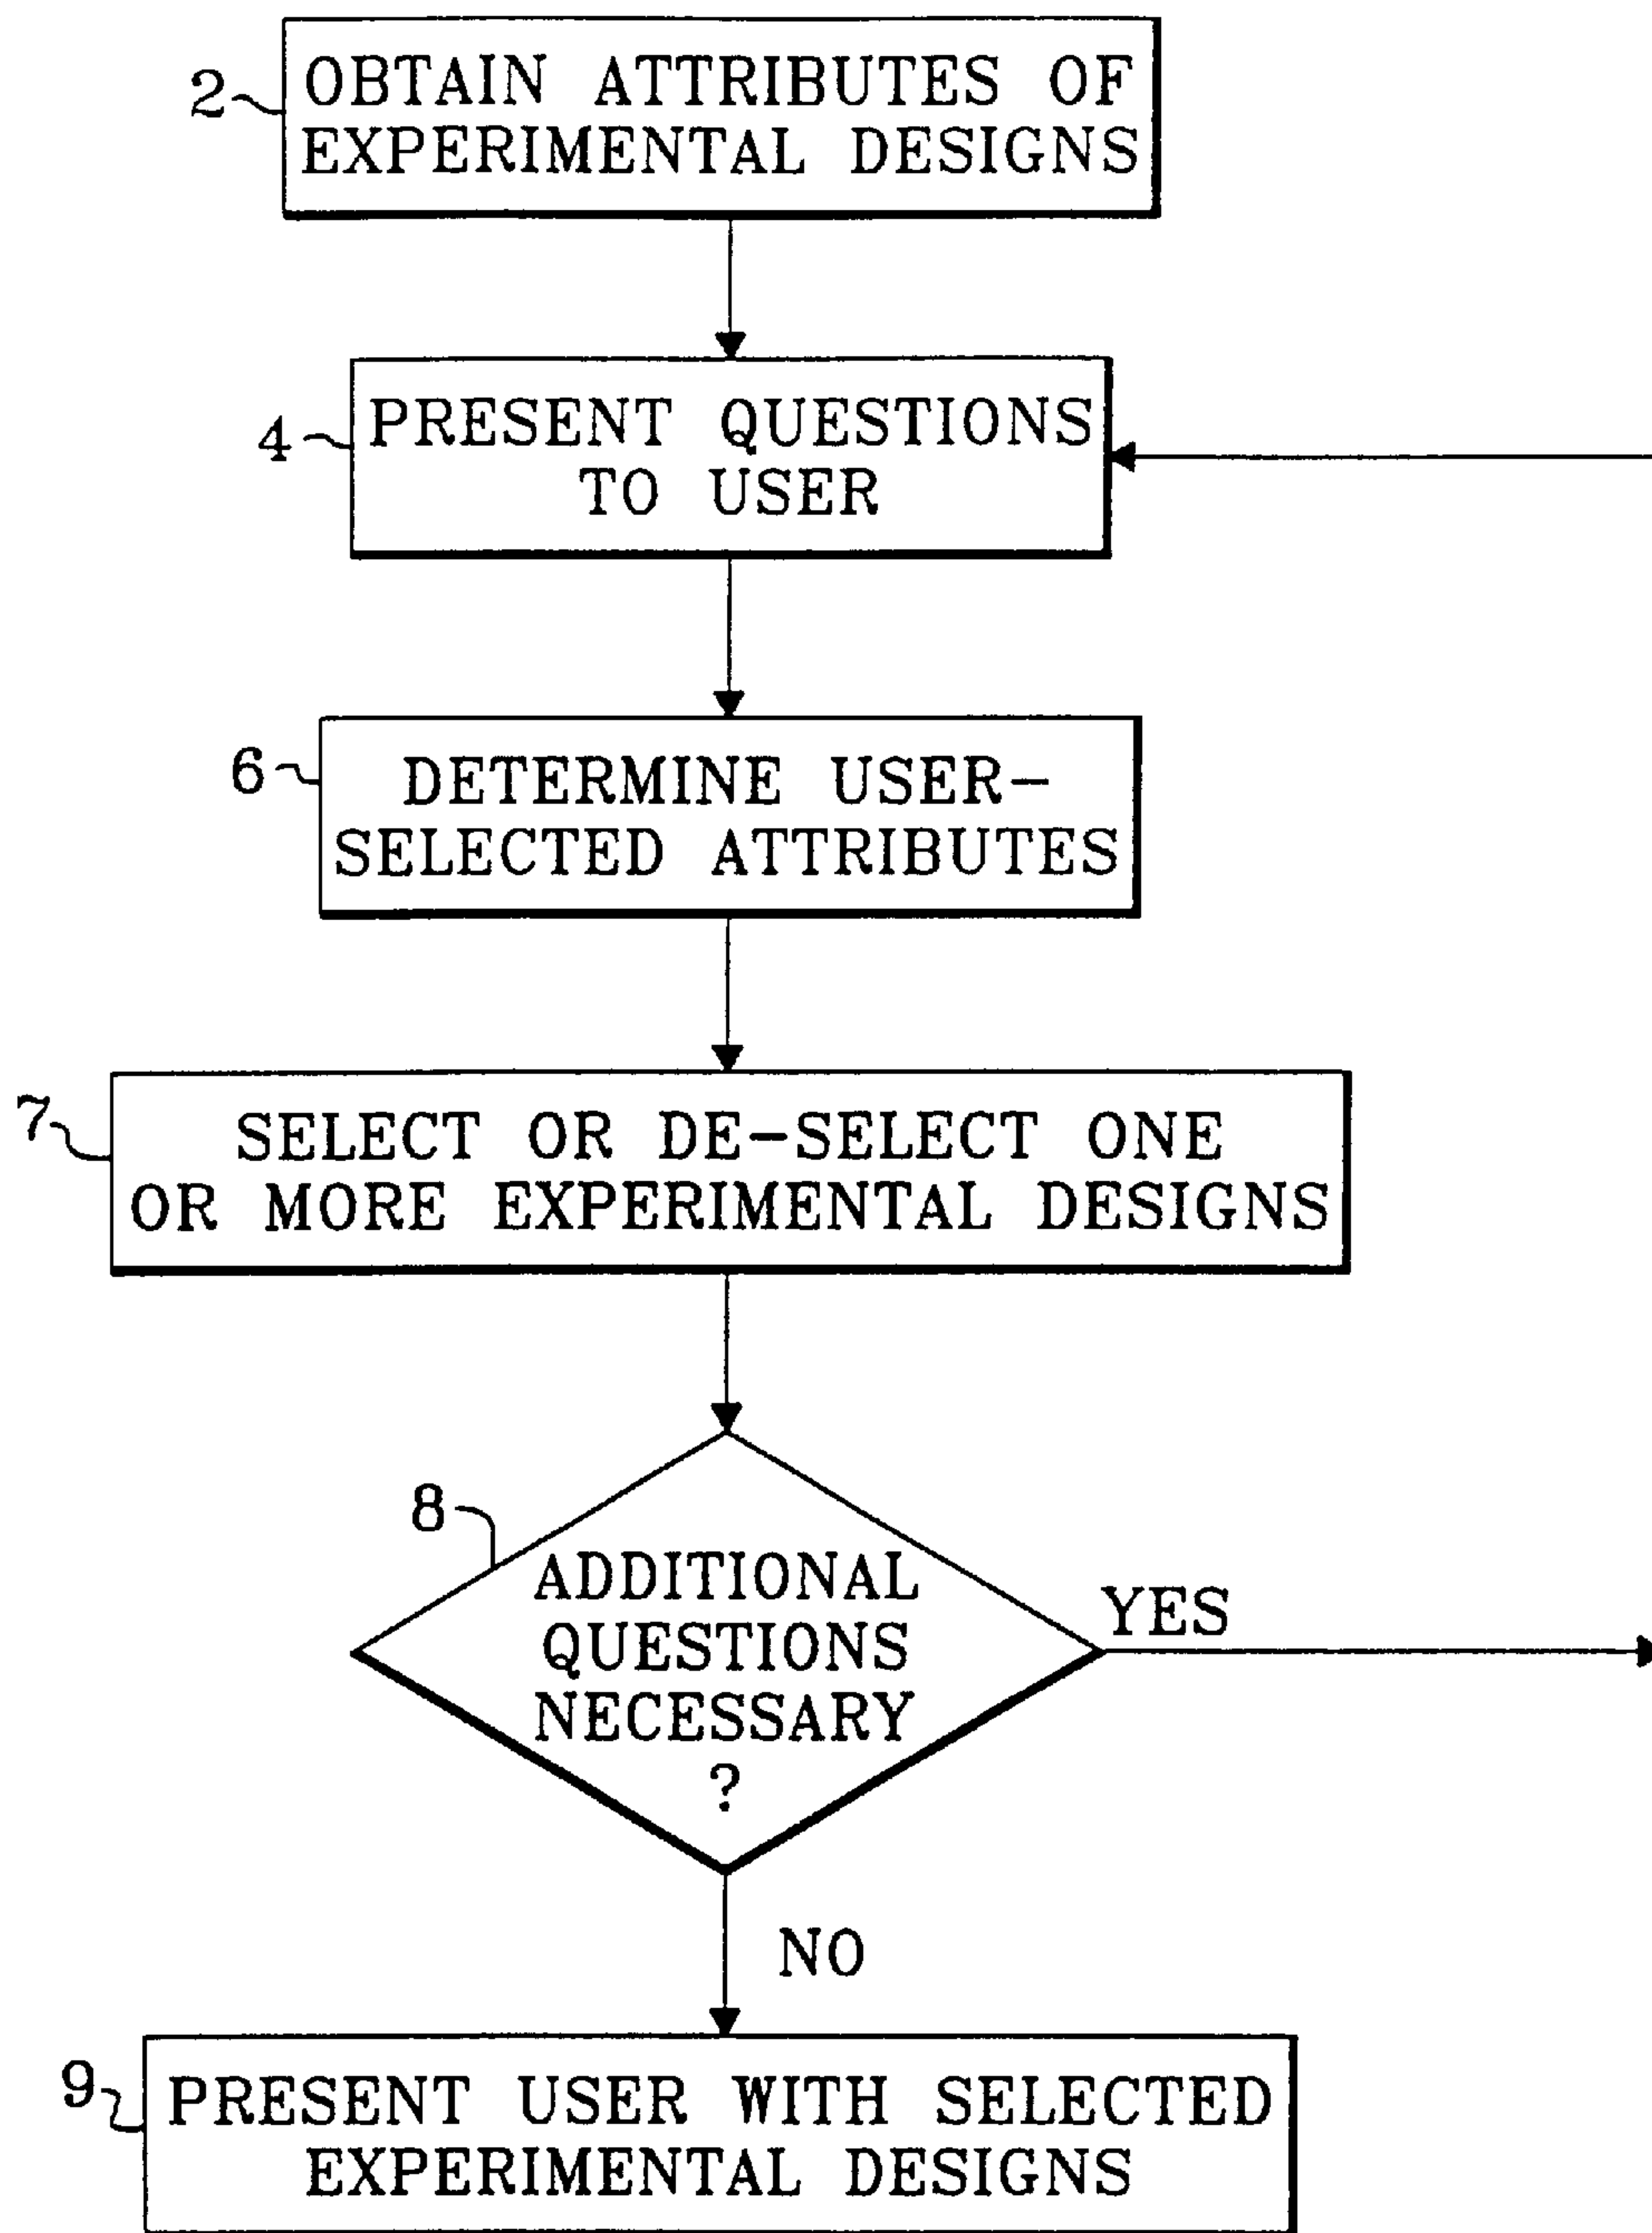 2
OBTAIN ATTRIBUTES OF
EXPERIMENTAL DESIGNS
4
PRESENT QUESTIONS
TO USER
6
DETERMINE USER-
SELECTED ATTRIBUTES
7
SELECT OR DE-SELECT ONE
OR MORE EXPERIMENTAL DESIGNS
8
ADDITIONAL
QUESTIONS
NECESSARY
?
YES
NO
9
PRESENT USER WITH SELECTED
EXPERIMENTAL DESIGNS